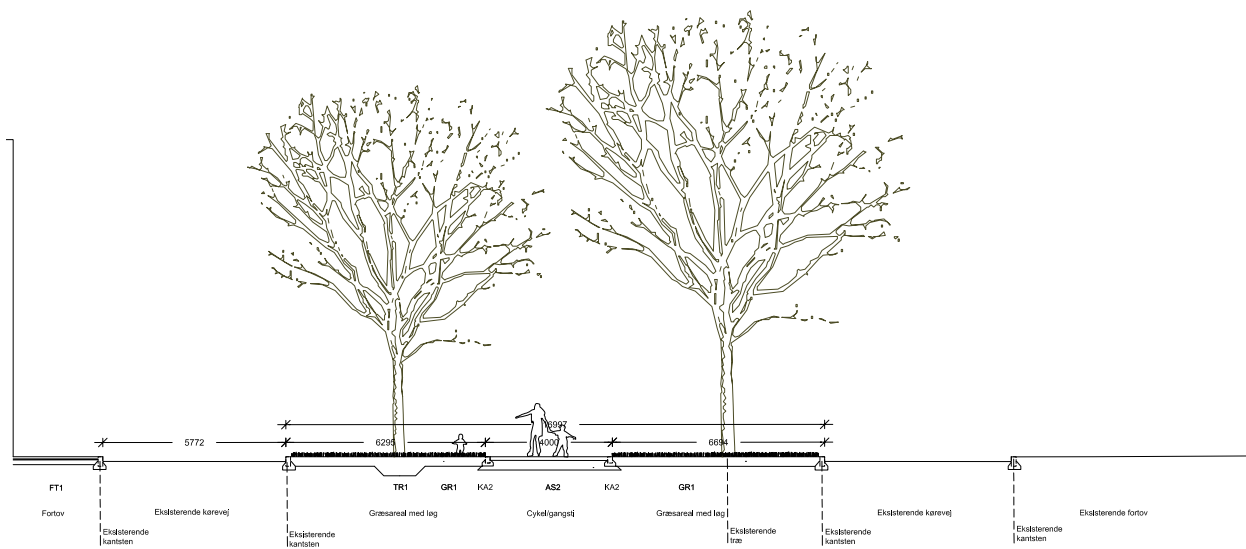 16997
5772
6295
4000
6694
FT1
TR1
GR1
KA2
AS2
KA2
GR1
Fortov
Eksisterende kørevej
Græsareal med løg
Cykel/gangsti
Græsareal med løg
Eksisterende kørevej
Eksisterende fortov
Eksisterende
kantsten
Eksisterende
kantsten
Eksisterende
træ
Eksisterende
kantsten
Eksisterende
kantsten